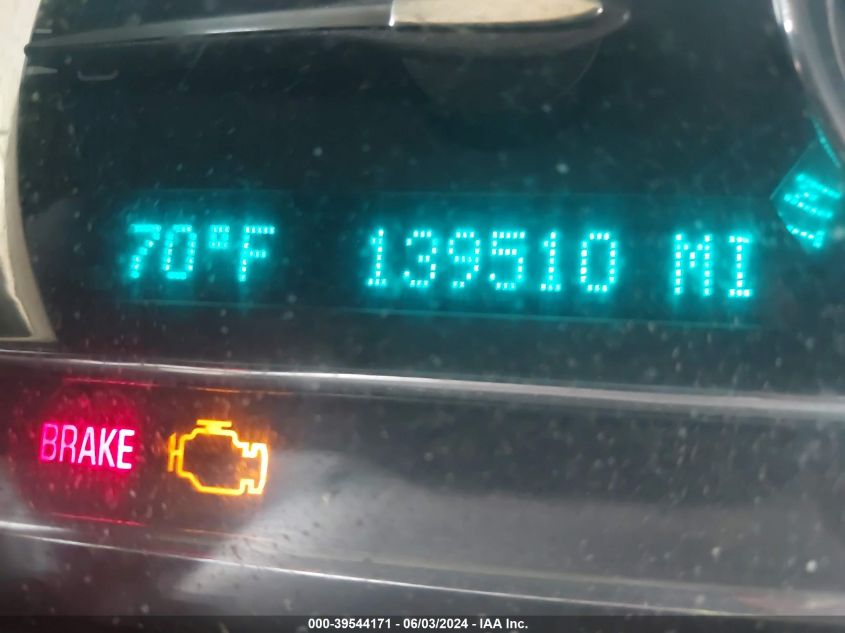 70°F 139510 MI
BRAKE
000-39544171 - 06/03/2024 - IAA Inc.